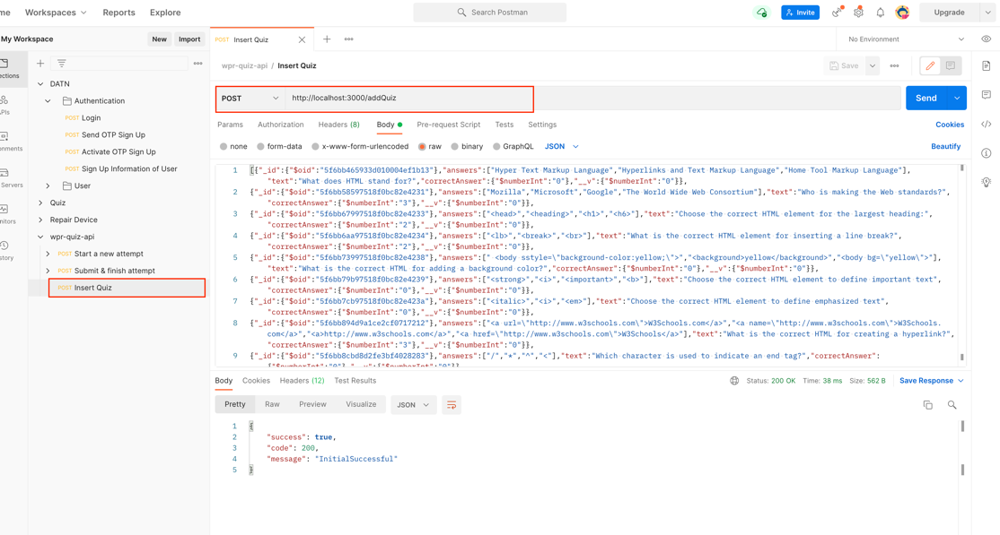 me Workspaces Reports Explore Search Postman Invite Upgrade
My Workspace New Import POST Insert Quiz No Environment
ections
DATN
Authentication
POST Login
POST Send OTP Sign Up
POST Activate OTP Sign Up
POST Sign Up Information of User
User
Quiz
Repair Device
wpr-quiz-api
Start a new attempt
Submit & finish attempt
POST Insert Quiz
APIs
onments
Servers
nitors
story
wpr-quiz-api / Insert Quiz Save
POST http://localhost:3000/addQuiz Send
Params Authorization Headers (8) Body Pre-request Script Tests Settings Cookies
none form-data x-www-form-urlencoded raw binary GraphQL JSON Beautify
1 [{"_id":{"$oid":"5f6bb465933d010004ef1b13"},"answers":["Hyper Text Markup Language","Hyperlinks and Text Markup Language","Home Tool Markup Language"],
"text":"What does HTML stand for?","correctAnswer":{"$numberInt":"0"},"__v":{"$numberInt":"0"}},
2 {"_id":{"$oid":"5f6bb58597518f0bc82e4231"},"answers":["Mozilla","Microsoft","Google","The World Wide Web Consortium"],"text":"Who is making the Web standards?",
"correctAnswer":{"$numberInt":"3"},"__v":{"$numberInt":"0"}},
3 {"_id":{"$oid":"5f6bb67997518f0bc82e4233"},"answers":["<head>","<heading>","<h1>","<h6>"],"text":"Choose the correct HTML element for the largest heading:",
"correctAnswer":{"$numberInt":"2"},"__v":{"$numberInt":"0"}},
4 {"_id":{"$oid":"5f6bb6aa97518f0bc82e4234"},"answers":["<lb>","<break>","<br>"],"text":"What is the correct HTML element for inserting a line break?",
"correctAnswer":{"$numberInt":"2"},"__v":{"$numberInt":"0"}},
5 {"_id":{"$oid":"5f6bb73997518f0bc82e4238"},"answers":[" <body sstyle=\"background-color:yellow;\">","<background>yellow</background>","<body bg=\"yellow\">"],
"text":"What is the correct HTML for adding a background color?","correctAnswer":{"$numberInt":"0"},"__v":{"$numberInt":"0"}},
6 {"_id":{"$oid":"5f6bb79b97518f0bc82e4239"},"answers":["<strong>","<i>","<important>","<b>"],"text":"Choose the correct HTML element to define important text",
"correctAnswer":{"$numberInt":"0"},"__v":{"$numberInt":"0"}},
7 {"_id":{"$oid":"5f6bb7cb97518f0bc82e423a"},"answers":["<italic>","<i>","<em>"],"text":"Choose the correct HTML element to define emphasized text",
"correctAnswer":{"$numberInt":"0"},"__v":{"$numberInt":"0"}},
8 {"_id":{"$oid":"5f6bb894d9a1ce2cf0717212"},"answers":["<a url=\"http://www.w3schools.com\">W3Schools.com</a>","<a name=\"http://www.w3schools.com\">W3Schools.
com</a>","<a>http://www.w3schools.com</a>","<a href=\"http://www.w3schools.com\">W3Schools</a>"],"text":"What is the correct HTML for creating a hyperlink?",
"correctAnswer":{"$numberInt":"3"},"__v":{"$numberInt":"0"}},
9 {"_id":{"$oid":"5f6bb8cbd8d2fe3bf4028283"},"answers":["/","*","^","<"],"text":"Which character is used to indicate an end tag?","correctAnswer":
{"$numberInt":"0"},"__v":{"$numberInt":"0"}},
Body Cookies Headers (12) Test Results Status: 200 OK Time: 38 ms Size: 562 B Save Response
Pretty Raw Preview Visualize JSON
1 {
2 "success": true,
3 "code": 200,
4 "message": "InitialSuccessful"
5 }